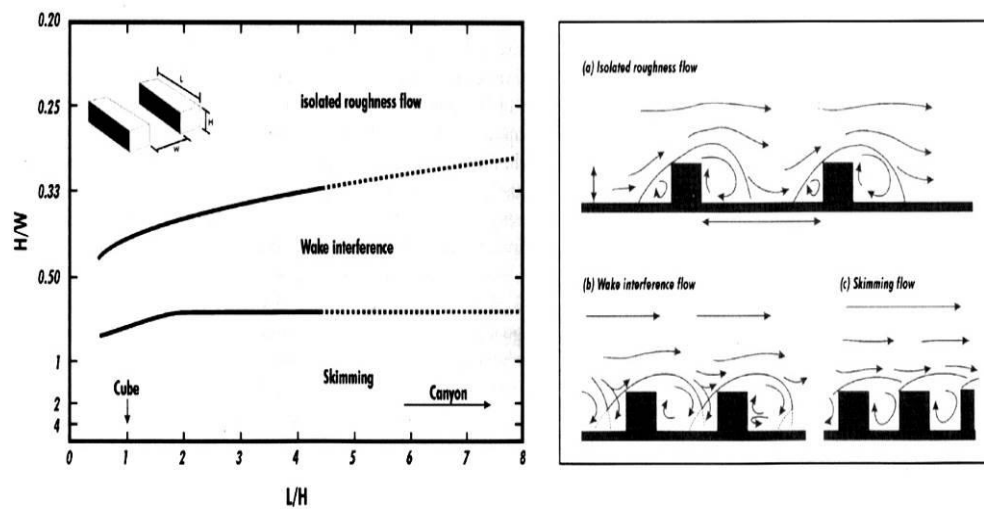 0.20
0.25
0.33
0.50
1
2
4
H/W
L
H
W
isolated roughness flow
Wake interference
Skimming
Cube
Canyon
0 1 2 3 4 5 6 7 8
L/H
(a) Isolated roughness flow
(b) Wake interference flow
(c) Skimming flow